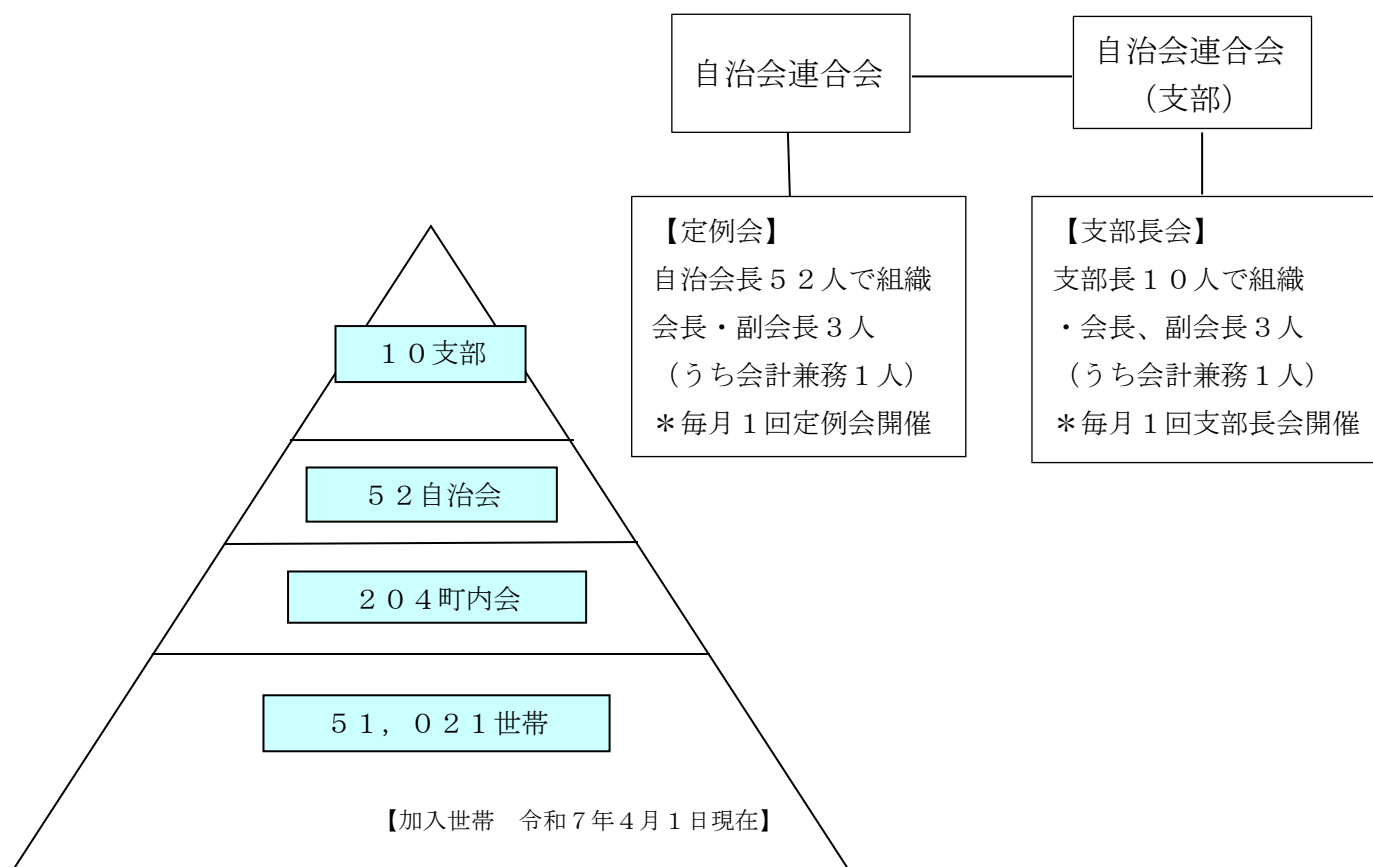 自治会連合会
自治会連合会
（支部）
【定例会】
自治会長５２人で組織
会長・副会長３人
（うち会計兼務１人）
＊毎月１回定例会開催
【支部長会】
支部長１０人で組織
・会長、副会長３人
（うち会計兼務１人）
＊毎月１回支部長会開催
１０支部
５２自治会
２０４町内会
５１，０２１世帯
【加入世帯　令和７年４月１日現在】